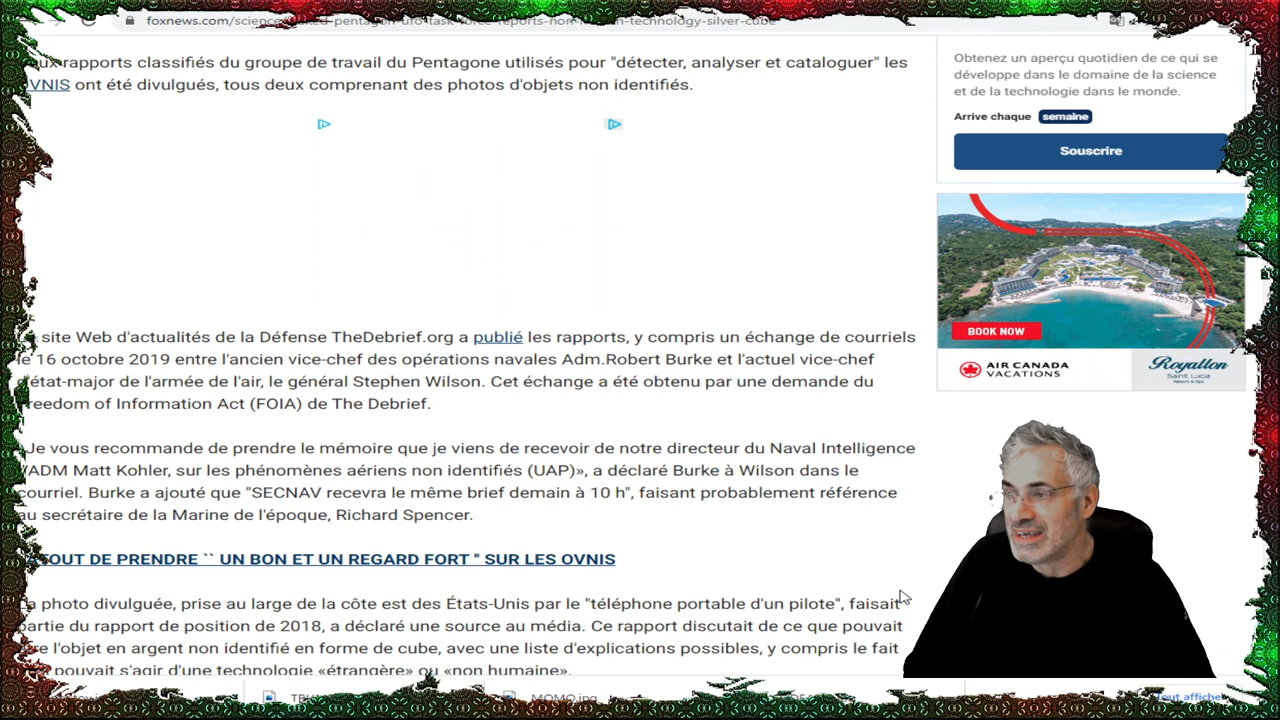 foxnews.com/science
ux rapports classifiés du groupe de travail du Pentagone utilisés pour "détecter, analyser et cataloguer" les
VNIS ont été divulgués, tous deux comprenant des photos d'objets non identifiés.
site Web d'actualités de la Défense TheDebrief.org a publié les rapports, y compris un échange de courriels
le 16 octobre 2019 entre l'ancien vice-chef des opérations navales Adm.Robert Burke et l'actuel vice-chef
d'état-major de l'armée de l'air, le général Stephen Wilson. Cet échange a été obtenu par une demande du
reedom of Information Act (FOIA) de The Debrief.
Je vous recommande de prendre le mémoire que je viens de recevoir de notre directeur du Naval Intelligence
VADM Matt Kohler, sur les phénomènes aériens non identifiés (UAP)», a déclaré Burke à Wilson dans le
courriel. Burke a ajouté que "SECNAV recevra le même brief demain à 10 h", faisant probablement référence
au secrétaire de la Marine de l'époque, Richard Spencer.
TOUT DE PRENDRE `` UN BON ET UN REGARD FORT '' SUR LES OVNIS
a photo divulguée, prise au large de la côte est des États-Unis par le "téléphone portable d'un pilote", faisait
partie du rapport de position de 2018, a déclaré une source au média. Ce rapport discutait de ce que pouvait
re l'objet en argent non identifié en forme de cube, avec une liste d'explications possibles, y compris le fait
pouvait s'agir d'une technologie «étrangère» ou «non humaine».
Obtenez un aperçu quotidien de ce qui se
développe dans le domaine de la science
et de la technologie dans le monde.
Arrive chaque semaine
Souscrire
BOOK NOW
AIR CANADA
VACATIONS
Royalton
Saint Lucia
MOMO.jpg
Tout affiche